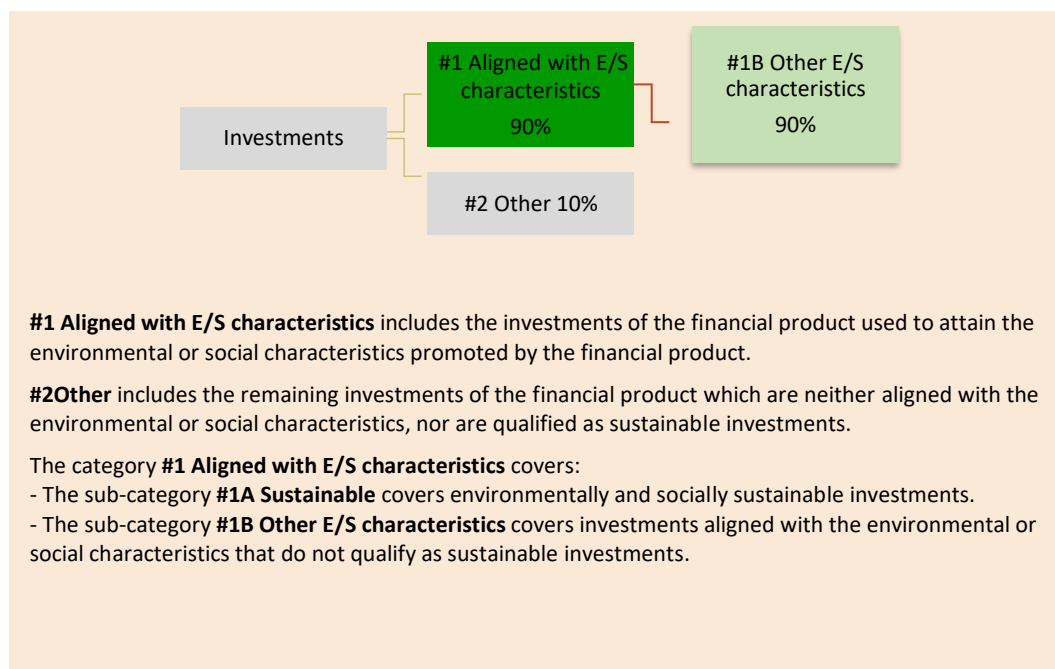 #1 Aligned with E/S
characteristics
90%
#1B Other E/S
characteristics
90%
Investments
#2 Other 10%
#1 Aligned with E/S characteristics includes the investments of the financial product used to attain the
environmental or social characteristics promoted by the financial product.
#2Other includes the remaining investments of the financial product which are neither aligned with the
environmental or social characteristics, nor are qualified as sustainable investments.
The category #1 Aligned with E/S characteristics covers:
- The sub-category #1A Sustainable covers environmentally and socially sustainable investments.
- The sub-category #1B Other E/S characteristics covers investments aligned with the environmental or
social characteristics that do not qualify as sustainable investments.